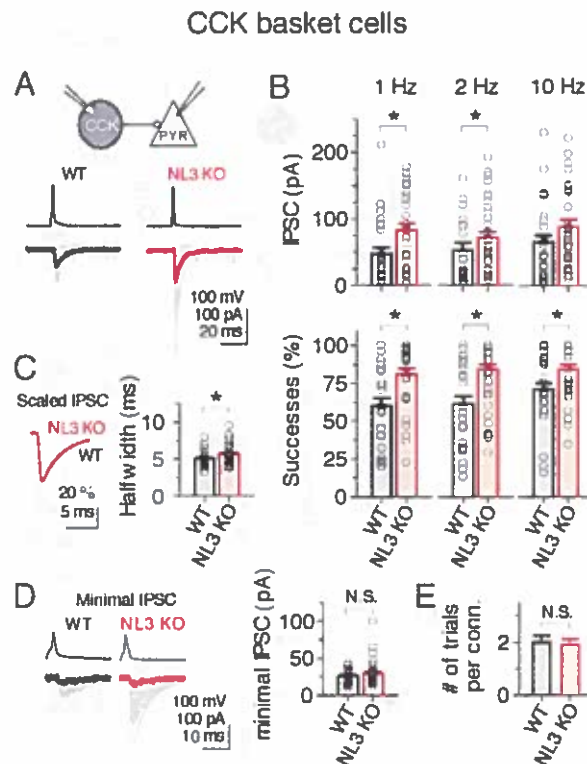 CCK basket cells
A
CCK
PYR
WT
NL3 KO
100 mV
100 pA
20 ms
B
1 Hz
2 Hz
10 Hz
*
*
IPSC (pA)
200
100
0
*
*
*
Successes (%)
100
75
50
25
0
WT
NL3 KO
WT
NL3 KO
WT
NL3 KO
C
Scaled IPSC
NL3 KO
WT
20 %
5 ms
*
Half width (ms)
10
5
0
WT
NL3 KO
D
Minimal IPSC
WT
NL3 KO
100 mV
100 pA
10 ms
N.S.
minimal IPSC (pA)
100
50
0
WT
NL3 KO
E
N.S.
# of trials
per conn.
2
0
WT
NL3 KO